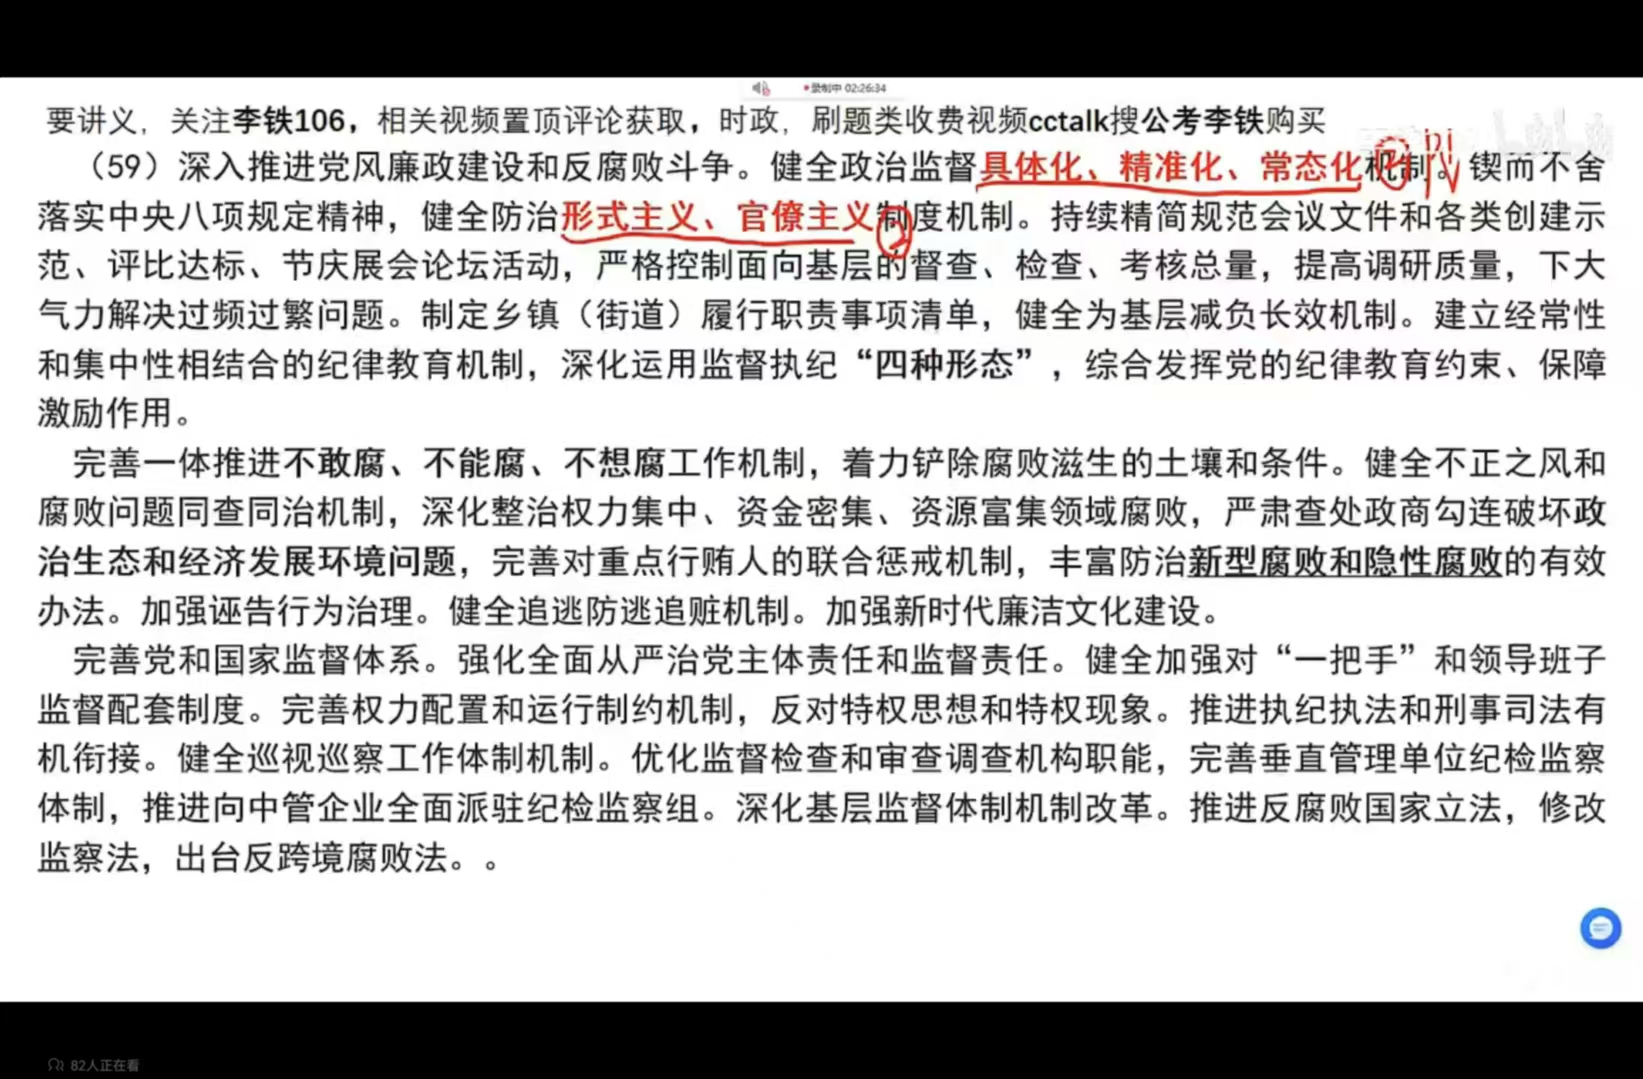 录制中 02:26:34
要讲义，关注李铁106，相关视频置顶评论获取，时政，刷题类收费视频cctalk搜公考李铁购买
（59）深入推进党风廉政建设和反腐败斗争。健全政治监督具体化、精准化、常态化机制。锲而不舍
落实中央八项规定精神，健全防治形式主义、官僚主义制度机制。持续精简规范会议文件和各类创建示
范、评比达标、节庆展会论坛活动，严格控制面向基层的督查、检查、考核总量，提高调研质量，下大
气力解决过频过繁问题。制定乡镇（街道）履行职责事项清单，健全为基层减负长效机制。建立经常性
和集中性相结合的纪律教育机制，深化运用监督执纪“四种形态”，综合发挥党的纪律教育约束、保障
激励作用。
完善一体推进不敢腐、不能腐、不想腐工作机制，着力铲除腐败滋生的土壤和条件。健全不正之风和
腐败问题同查同治机制，深化整治权力集中、资金密集、资源富集领域腐败，严肃查处政商勾连破坏政
治生态和经济发展环境问题，完善对重点行贿人的联合惩戒机制，丰富防治新型腐败和隐性腐败的有效
办法。加强诬告行为治理。健全追逃防逃追赃机制。加强新时代廉洁文化建设。
完善党和国家监督体系。强化全面从严治党主体责任和监督责任。健全加强对“一把手”和领导班子
监督配套制度。完善权力配置和运行制约机制，反对特权思想和特权现象。推进执纪执法和刑事司法有
机衔接。健全巡视巡察工作体制机制。优化监督检查和审查调查机构职能，完善垂直管理单位纪检监察
体制，推进向中管企业全面派驻纪检监察组。深化基层监督体制机制改革。推进反腐败国家立法，修改
监察法，出台反跨境腐败法。。
82人正在看